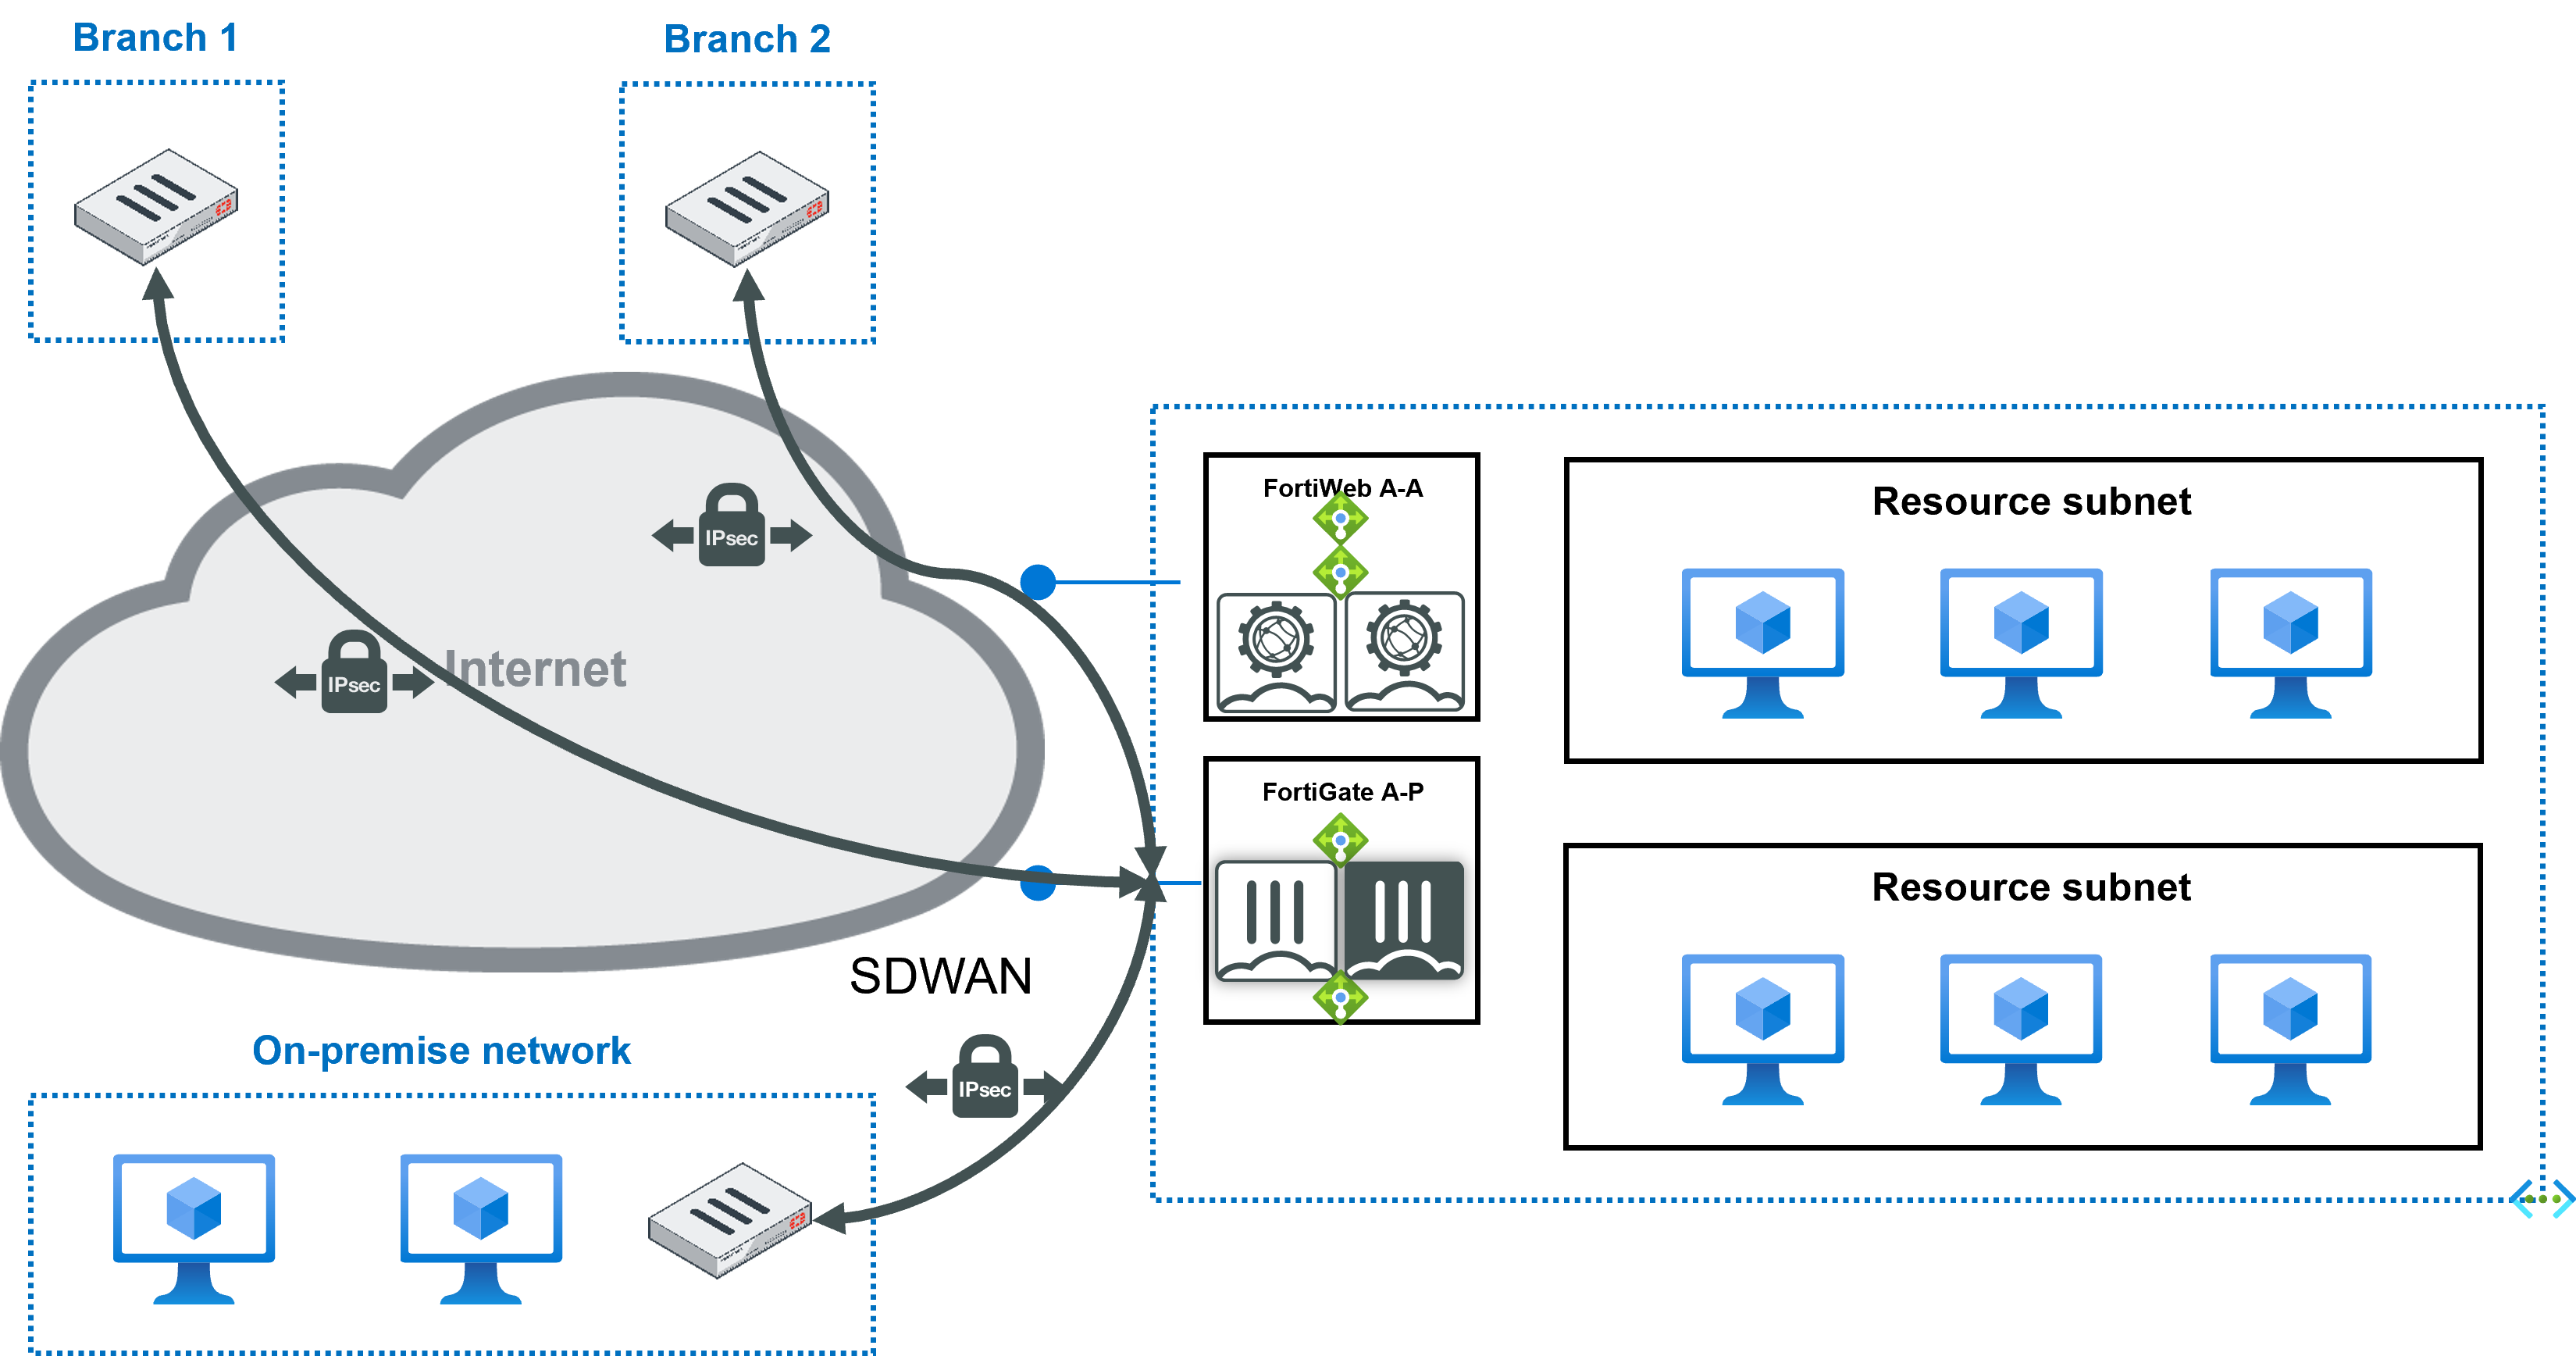 Branch 1
Branch 2
IPsec
IPsec
Internet
FortiWeb A-A
Resource subnet
FortiGate A-P
Resource subnet
SDWAN
On-premise network
IPsec